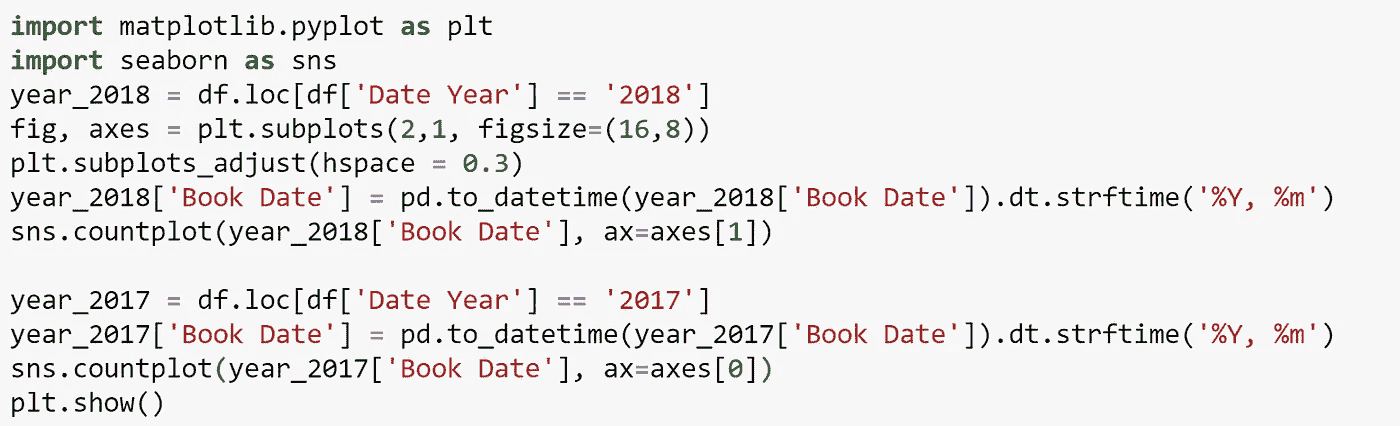 import matplotlib.pyplot as plt
import seaborn as sns
year_2018 = df.loc[df['Date Year'] == '2018']
fig, axes = plt.subplots(2,1, figsize=(16,8))
plt.subplots_adjust(hspace = 0.3)
year_2018['Book Date'] = pd.to_datetime(year_2018['Book Date']).dt.strftime('%Y, %m')
sns.countplot(year_2018['Book Date'], ax=axes[1])

year_2017 = df.loc[df['Date Year'] == '2017']
year_2017['Book Date'] = pd.to_datetime(year_2017['Book Date']).dt.strftime('%Y, %m')
sns.countplot(year_2017['Book Date'], ax=axes[0])
plt.show()